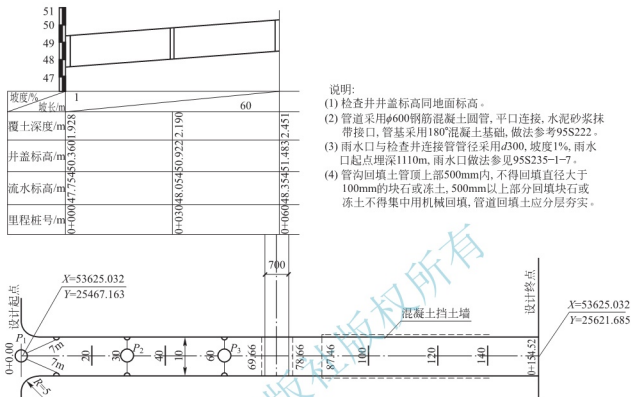 51
50
49
48
47
坡度/%
坡长/m
1
60
覆土深度/m
1.928
2.190
2.451
井盖标高/m
50.360
50.922
51.483
流水标高/m
47.754
48.054
48.354
里程桩号/m
0+000
0+030
0+060
说明:
(1) 检查井井盖标高同地面标高。
(2) 管道采用ϕ600钢筋混凝土圆管, 平口连接, 水泥砂浆抹
带接口, 管基采用180°混凝土基础, 做法参考95S222。
(3) 雨水口与检查井连接管管径采用d300, 坡度1%, 雨水
口起点埋深1110m, 雨水口做法参见95S235-1-7。
(4) 管沟回填土管顶上部500mm内, 不得回填直径大于
100mm的块石或冻土, 500mm以上部分回填块石或
冻土不得集中用机械回填, 管道回填土应分层夯实。
700
X=53625.032
Y=25467.163
设计起点
设计终点
X=53625.032
Y=25621.685
混凝土挡土墙
P1
7m
7m
0+0.00
R=5
20
30
P2
40
10
60
P3
69.66
78.66
87.46
100
120
140
0+154.52
版社版权所有